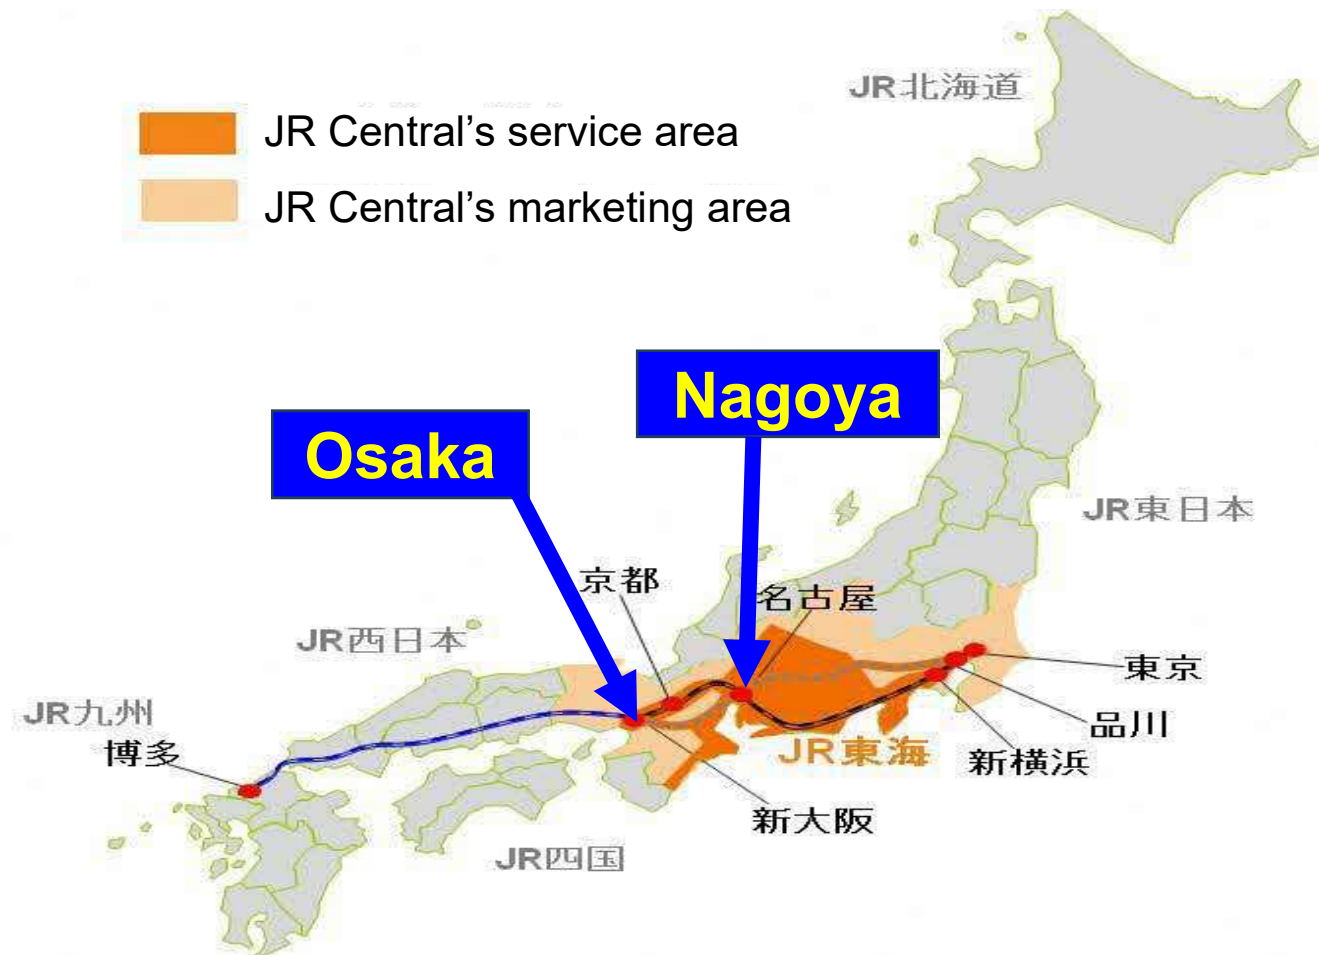 JR北海道
JR Central’s service area
JR Central’s marketing area
Nagoya
Osaka
JR東日本
京都
名古屋
JR西日本
東京
JR九州
品川
博多
JR東海
新横浜
新大阪
JR四国